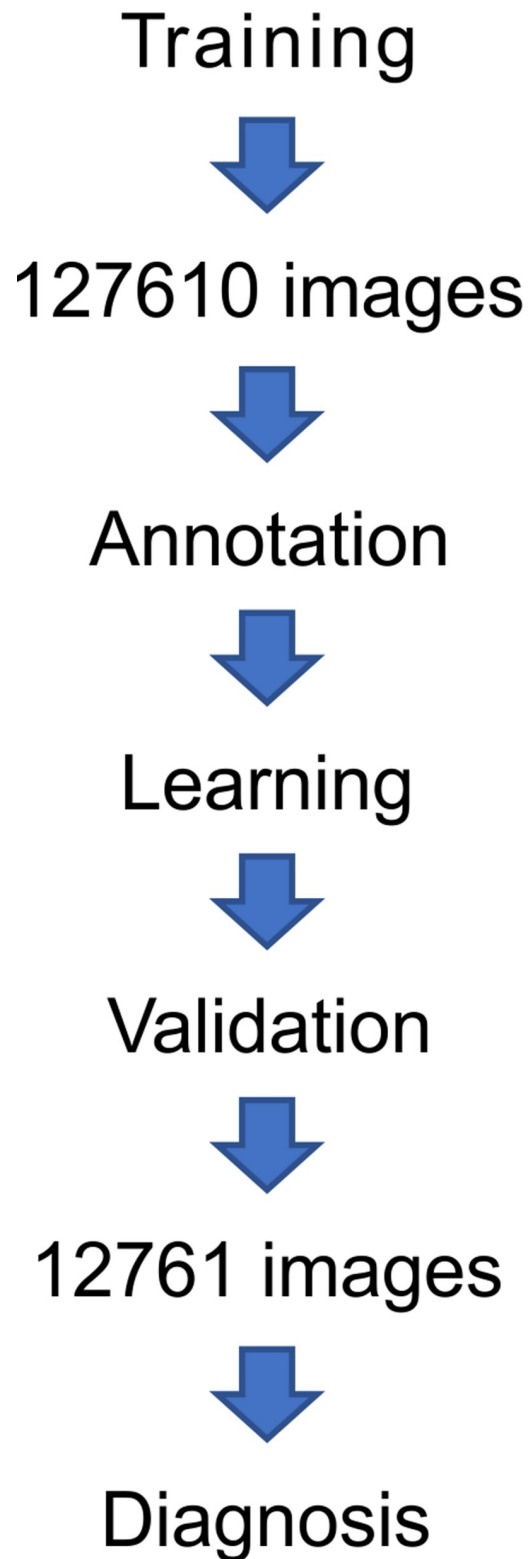 Training
127610 images
Annotation
Learning
Validation
12761 images
Diagnosis